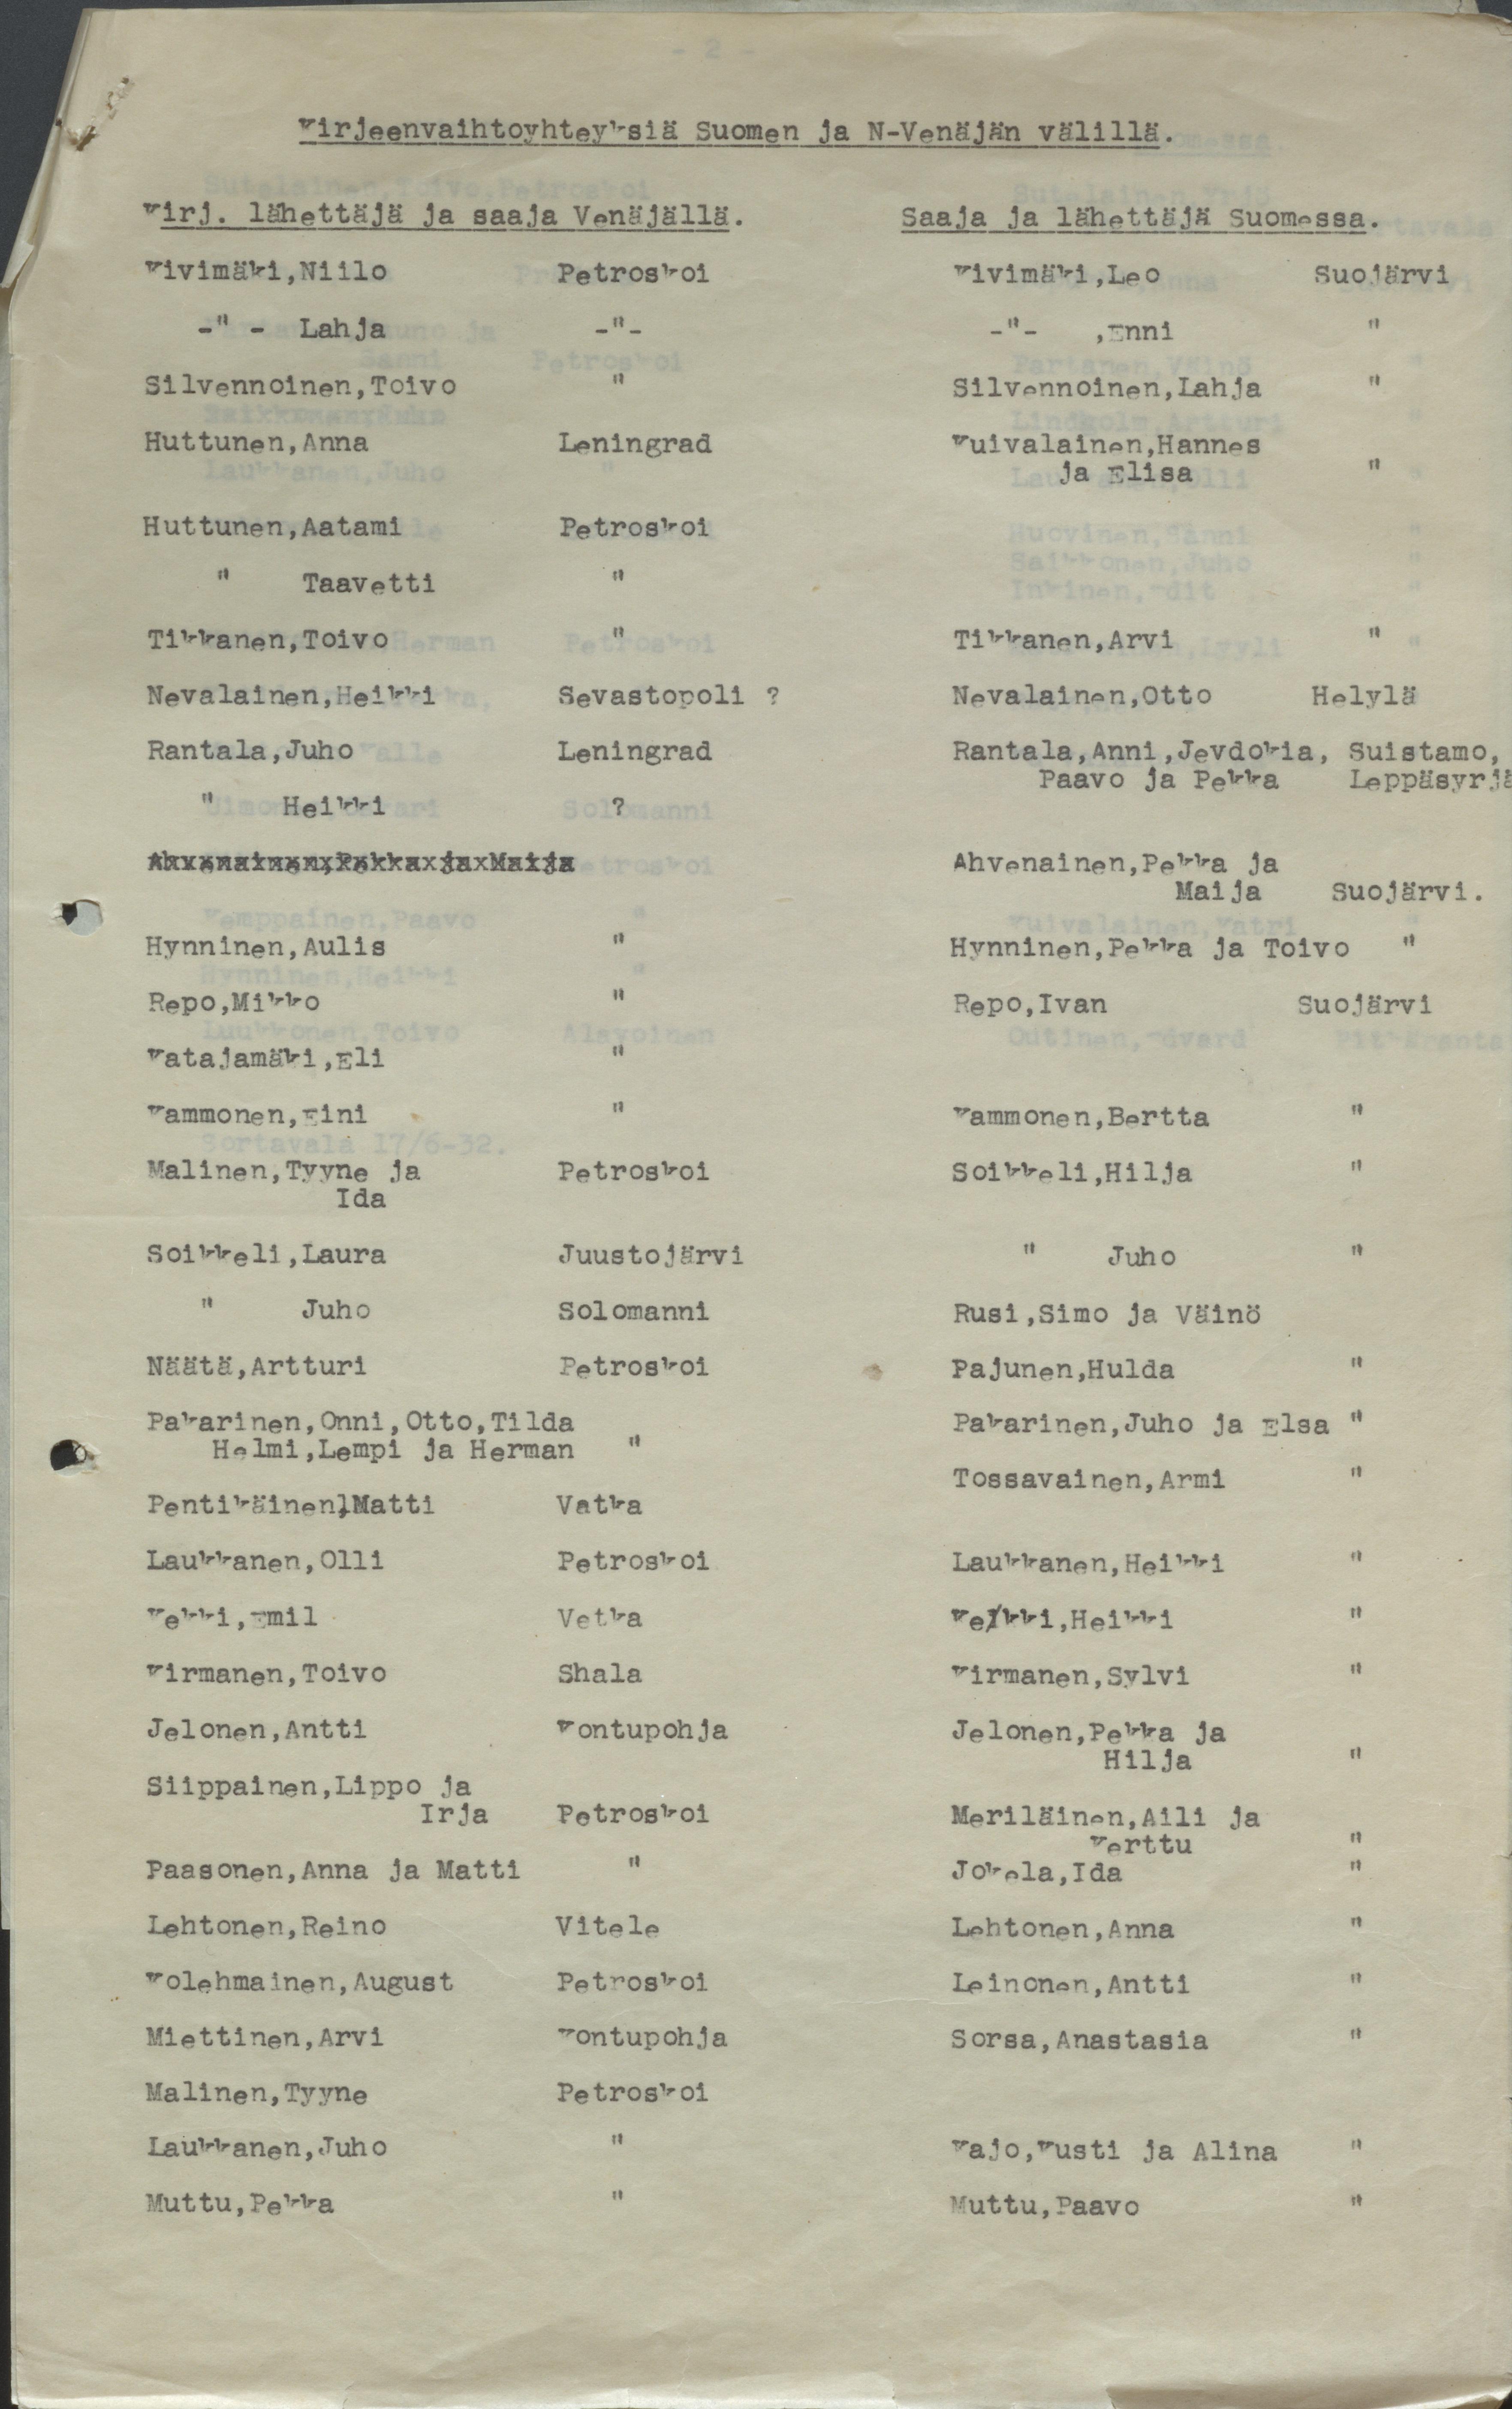 Kirjeenvaihtoyhteyksiä Suomen ja N-Venäjän välillä.
Kirj. lähettäjä ja saaja Venäjällä. Saaja ja lähettäjä Suomessa.
Kivimäki,Niilo Petroskoi Kivimäki,Leo Suojärvi
-"- Lahja -"- -"- ,Enni "
Silvennoinen,Toivo " Silvennoinen,Lahja "
Huttunen,Anna Leningrad Kuivalainen,Hannes
ja Elisa "
Huttunen,Aatami Petroskoi
" Taavetti "
Tikkanen,Toivo " Tikkanen,Arvi "
Nevalainen,Heikki Sevastopoli ? Nevalainen,Otto Helylä
Rantala,Juho Leningrad Rantala,Anni,Jevdokia, Suistamo,
Paavo ja Pekka Leppäsyrjä
" Heikki ?
Ahvenainen,Pekka ja Maija Ahvenainen,Pekka ja
Maija Suojärvi.
Hynninen,Aulis " Hynninen,Pekka ja Toivo "
Repo,Mikko " Repo,Ivan Suojärvi
Katajamäki,Eli "
Kammonen,Eini " Kammonen,Bertta "
Malinen,Tyyne ja Petroskoi Soikkeli,Hilja "
Ida
Soikkeli,Laura Juustojärvi " Juho "
" Juho Solomanni Rusi,Simo ja Väinö
Näätä,Artturi Petroskoi Pajunen,Hulda "
Pakarinen,Onni,Otto,Tilda Pakarinen,Juho ja Elsa "
Helmi,Lempi ja Herman "
Tossavainen,Armi "
Pentikäinen,Matti Vatka
Laukkanen,Olli Petroskoi Laukkanen,Heikki "
Kekki,Emil Vetka Kekki,Heikki "
Kirmanen,Toivo Shala Kirmanen,Sylvi "
Jelonen,Antti Kontupohja Jelonen,Pekka ja
Hilja "
Siippainen,Lippo ja
Irja Petroskoi Meriläinen,Aili ja
Kerttu "
Paasonen,Anna ja Matti " Jokela,Ida "
Lehtonen,Reino Vitele Lehtonen,Anna "
Kolehmainen,August Petroskoi Leinonen,Antti "
Miettinen,Arvi Kontupohja Sorsa,Anastasia "
Malinen,Tyyne Petroskoi
Laukkanen,Juho " Kajo,Kusti ja Alina "
Muttu,Pekka " Muttu,Paavo "